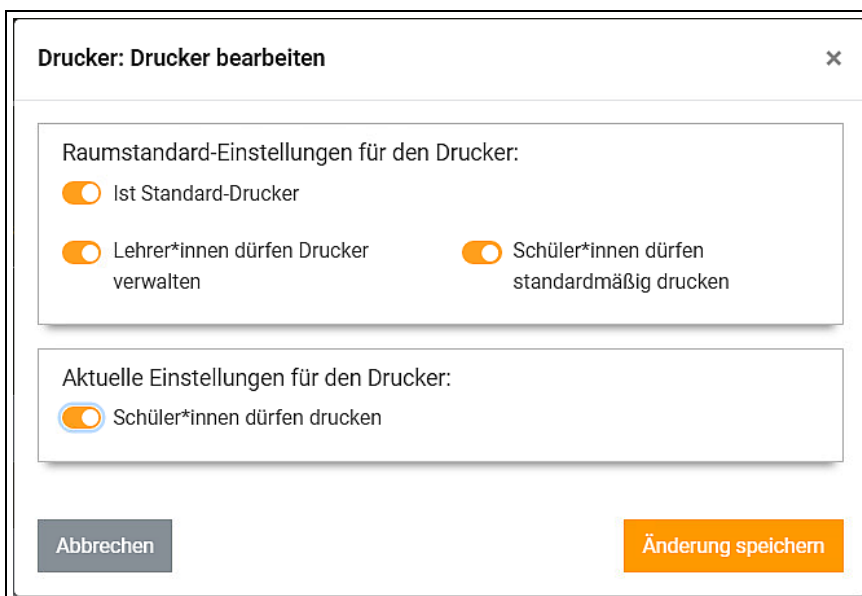 Drucker: Drucker bearbeiten
Raumstandard-Einstellungen für den Drucker:
Ist Standard-Drucker
Lehrer*innen dürfen Drucker
verwalten
Schüler*innen dürfen
standardmäßig drucken
Aktuelle Einstellungen für den Drucker:
Schüler*innen dürfen drucken
Abbrechen
Änderung speichern